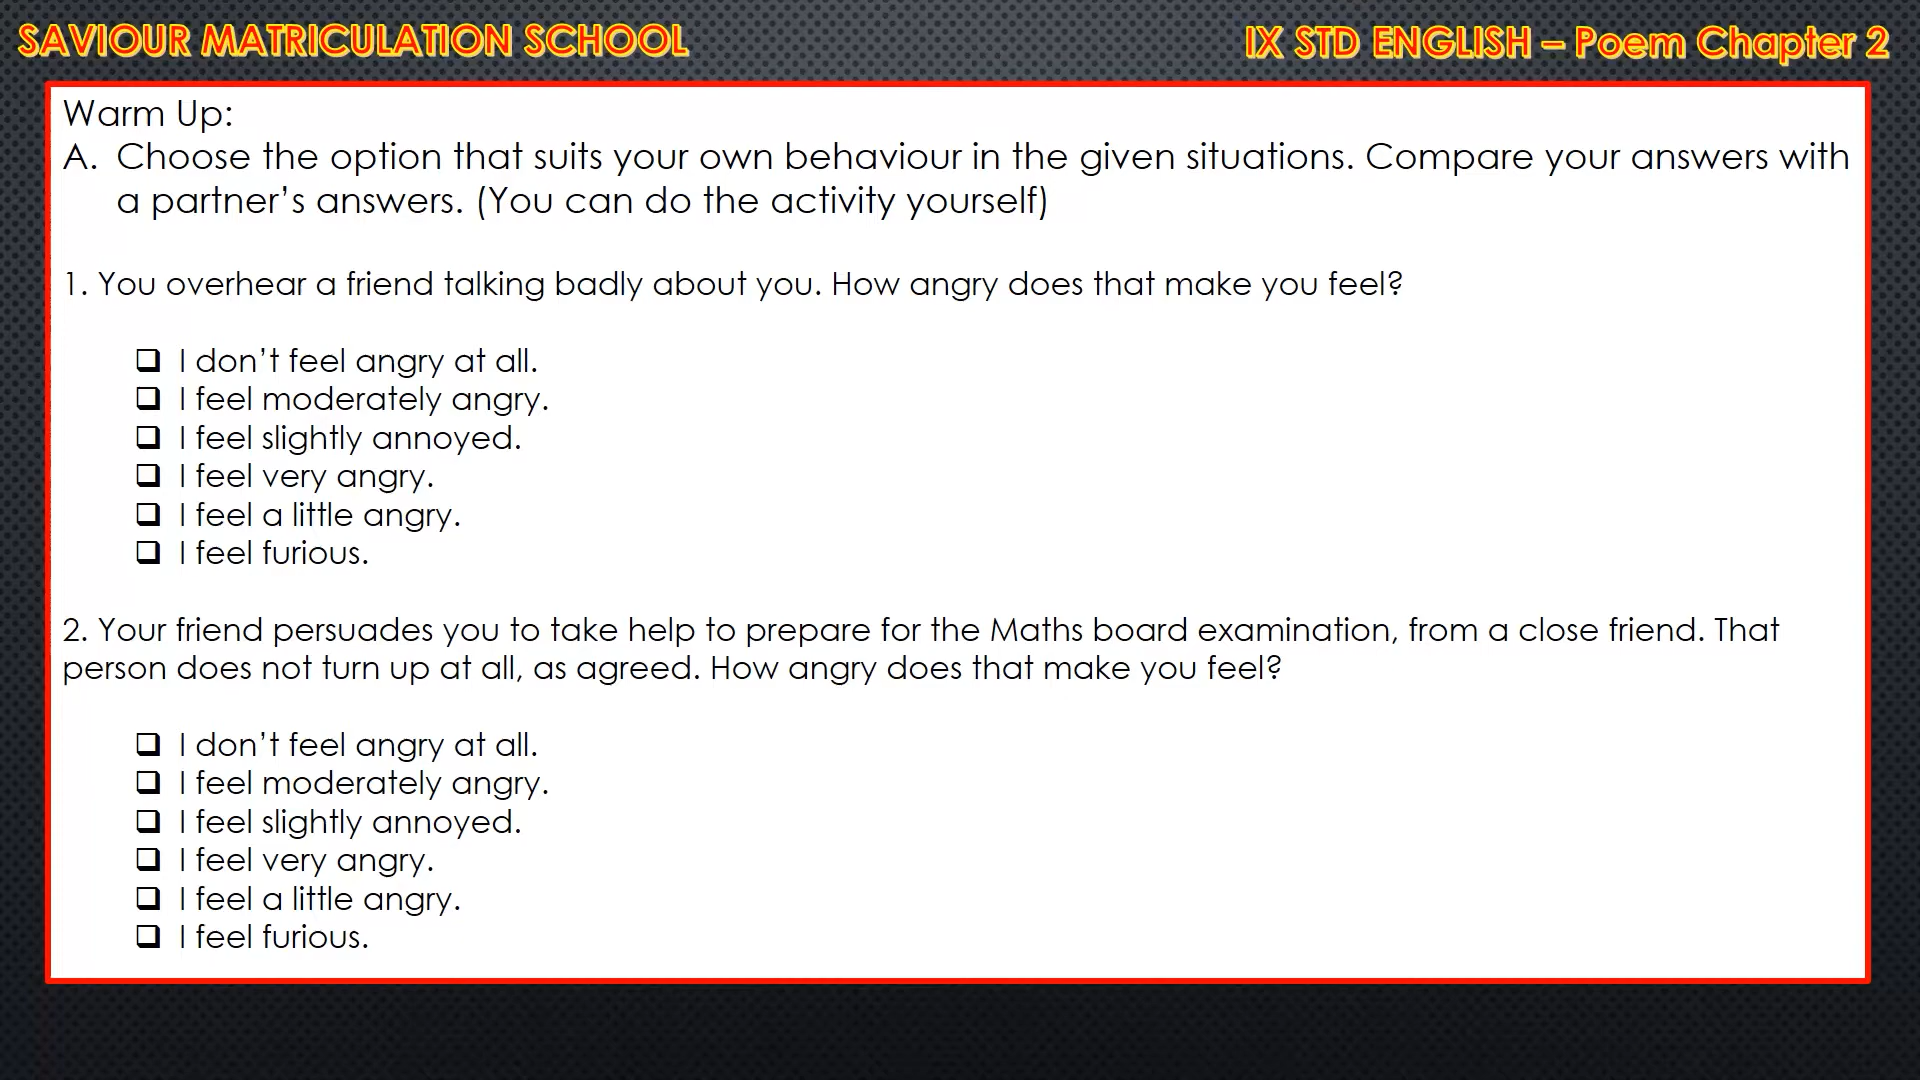 SAVIOUR MATRICULATION SCHOOL
IX STD ENGLISH – Poem Chapter 2
Warm Up:
A. Choose the option that suits your own behaviour in the given situations. Compare your answers with
a partner’s answers. (You can do the activity yourself)
1. You overhear a friend talking badly about you. How angry does that make you feel?
❑ I don’t feel angry at all.
❑ I feel moderately angry.
❑ I feel slightly annoyed.
❑ I feel very angry.
❑ I feel a little angry.
❑ I feel furious.
2. Your friend persuades you to take help to prepare for the Maths board examination, from a close friend. That
person does not turn up at all, as agreed. How angry does that make you feel?
❑ I don’t feel angry at all.
❑ I feel moderately angry.
❑ I feel slightly annoyed.
❑ I feel very angry.
❑ I feel a little angry.
❑ I feel furious.